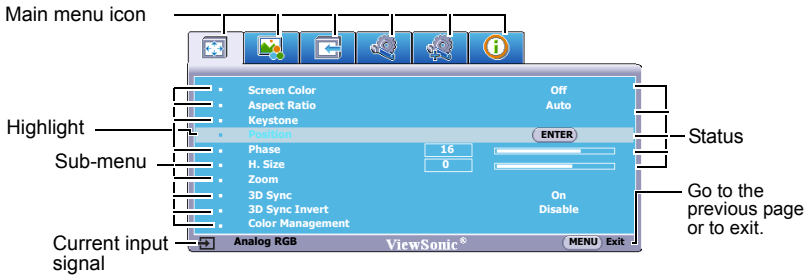 Main menu icon
Screen Color Off
Aspect Ratio Auto
Keystone
Highlight
Position ENTER
Status
Phase 16
Sub-menu
H. Size 0
Zoom
3D Sync On
3D Sync Invert Disable
Color Management
Go to the
previous page
or to exit.
Current input
signal
Analog RGB ViewSonic® MENU Exit